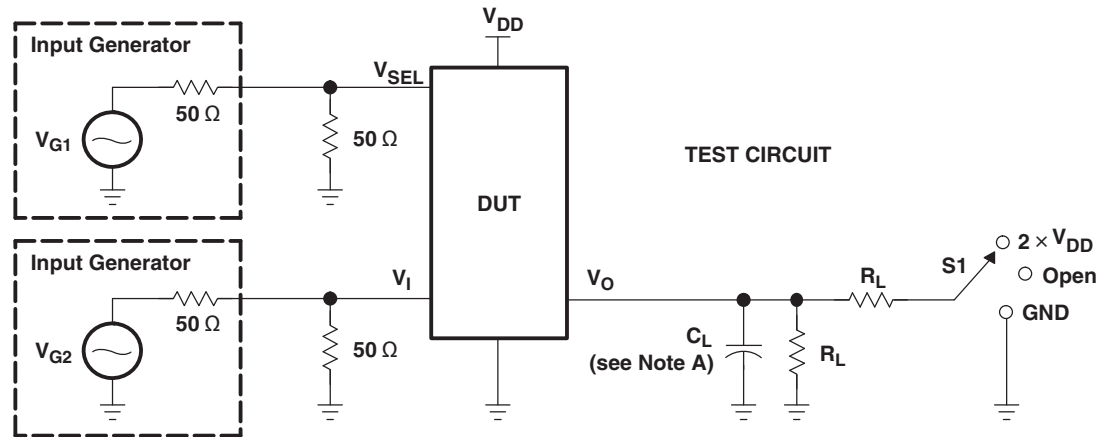 V_DD
Input Generator
50 Ω
V_G1
V_SEL
50 Ω
TEST CIRCUIT
DUT
Input Generator
50 Ω
V_G2
V_I
50 Ω
V_O
C_L
(see Note A)
R_L
R_L
S1
2 × V_DD
Open
GND